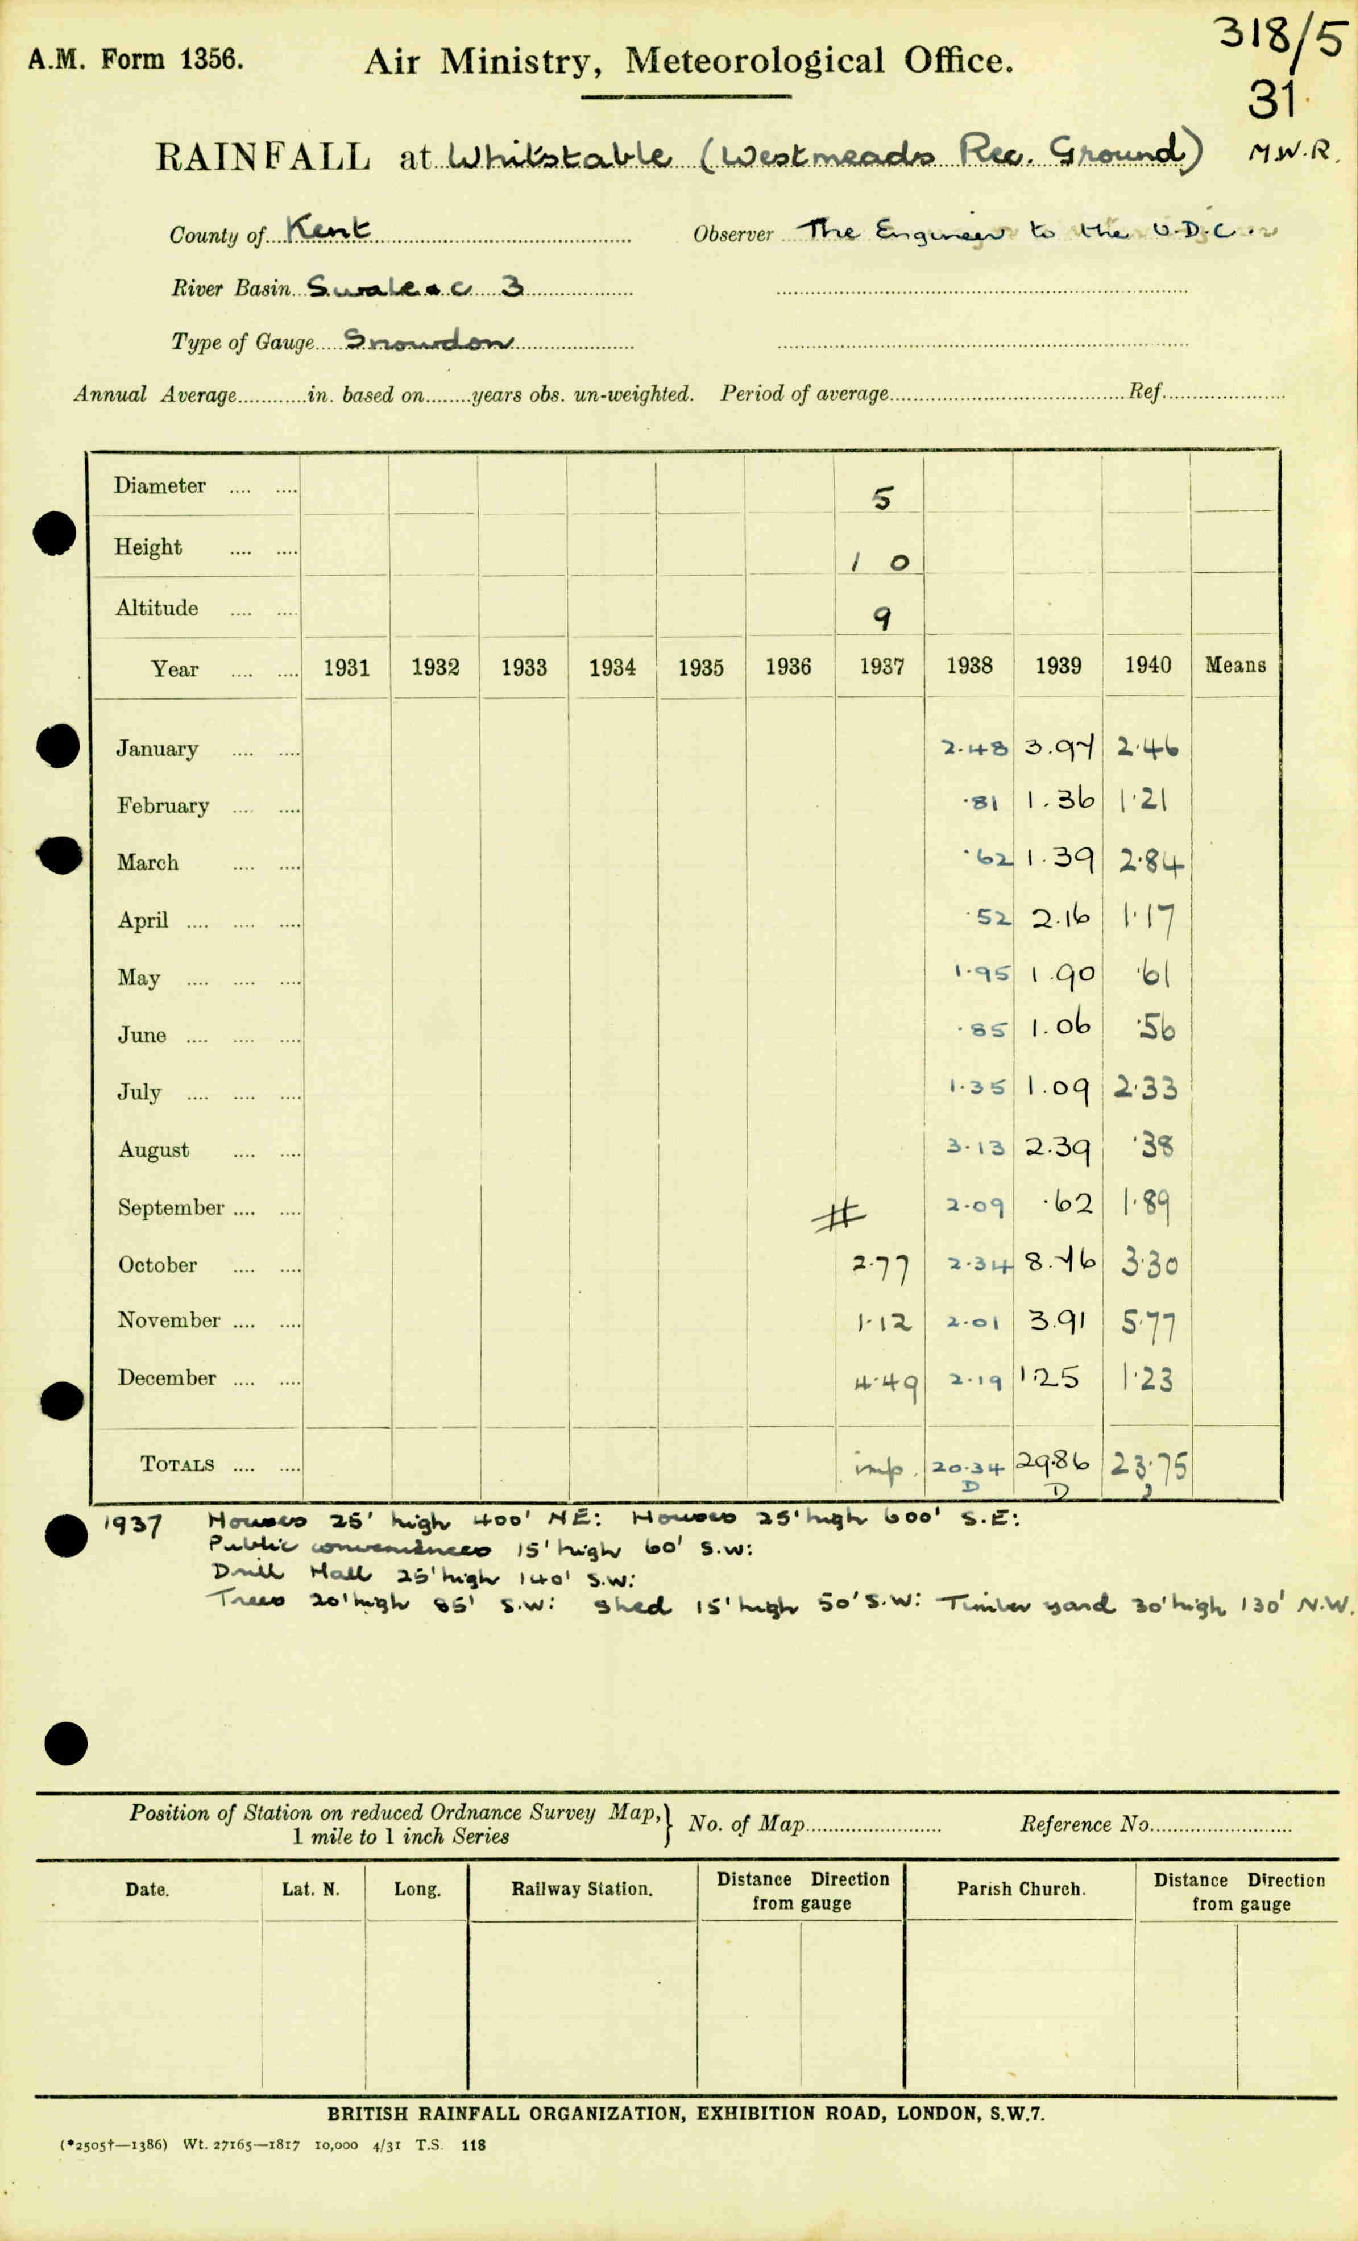 318/5
A.M. Form 1356. Air Ministry, Meteorological Office.
31
RAINFALL at Whitstable (Westmeads Rec. Ground) M.W.R.
County of Kent Observer The Engineer to the U.D.C.
River Basin Swale & C 3
Type of Gauge Snowdon
Annual Average............in. based on........years obs. un-weighted. Period of average........................Ref.
Diameter .... .... 5
Height .... .... 1 0
Altitude .... .... 9
Year .... .... 1931 1932 1933 1934 1935 1936 1937 1938 1939 1940 Means
January .... .... 2.48 3.97 2.46
February .... .... .81 1.36 1.21
March .... .... .62 1.39 2.84
April .... .... .... .52 2.16 1.17
May .... .... .... 1.95 1.90 .61
June .... .... .... .85 1.06 .56
July .... .... .... 1.35 1.09 2.33
August .... .... 3.13 2.39 .38
September .... .... # 2.09 .62 1.89
October .... .... 2.77 2.34 8.76 3.30
November .... .... 1.12 2.01 3.91 5.77
December .... .... 4.49 2.19 1.25 1.23
TOTALS .... .... imp. 20.34 29.86 23.75
D D
1937 Houses 25' high 400' NE: Houses 25' high 600' S.E:
Public conveniences 15' high 60' S.W:
Drill Hall 25' high 140' S.W:
Trees 20' high 85' S.W: Shed 15' high 50' S.W: Timber yard 30' high 130' N.W.
Position of Station on reduced Ordnance Survey Map,} No. of Map........................ Reference No........................
1 mile to 1 inch Series
Date. Lat. N. Long. Railway Station. Distance Direction from gauge Parish Church. Distance Direction from gauge
BRITISH RAINFALL ORGANIZATION, EXHIBITION ROAD, LONDON, S.W.7.
(*2505†—1386) Wt. 27165—1817 10,000 4/31 T.S. 118